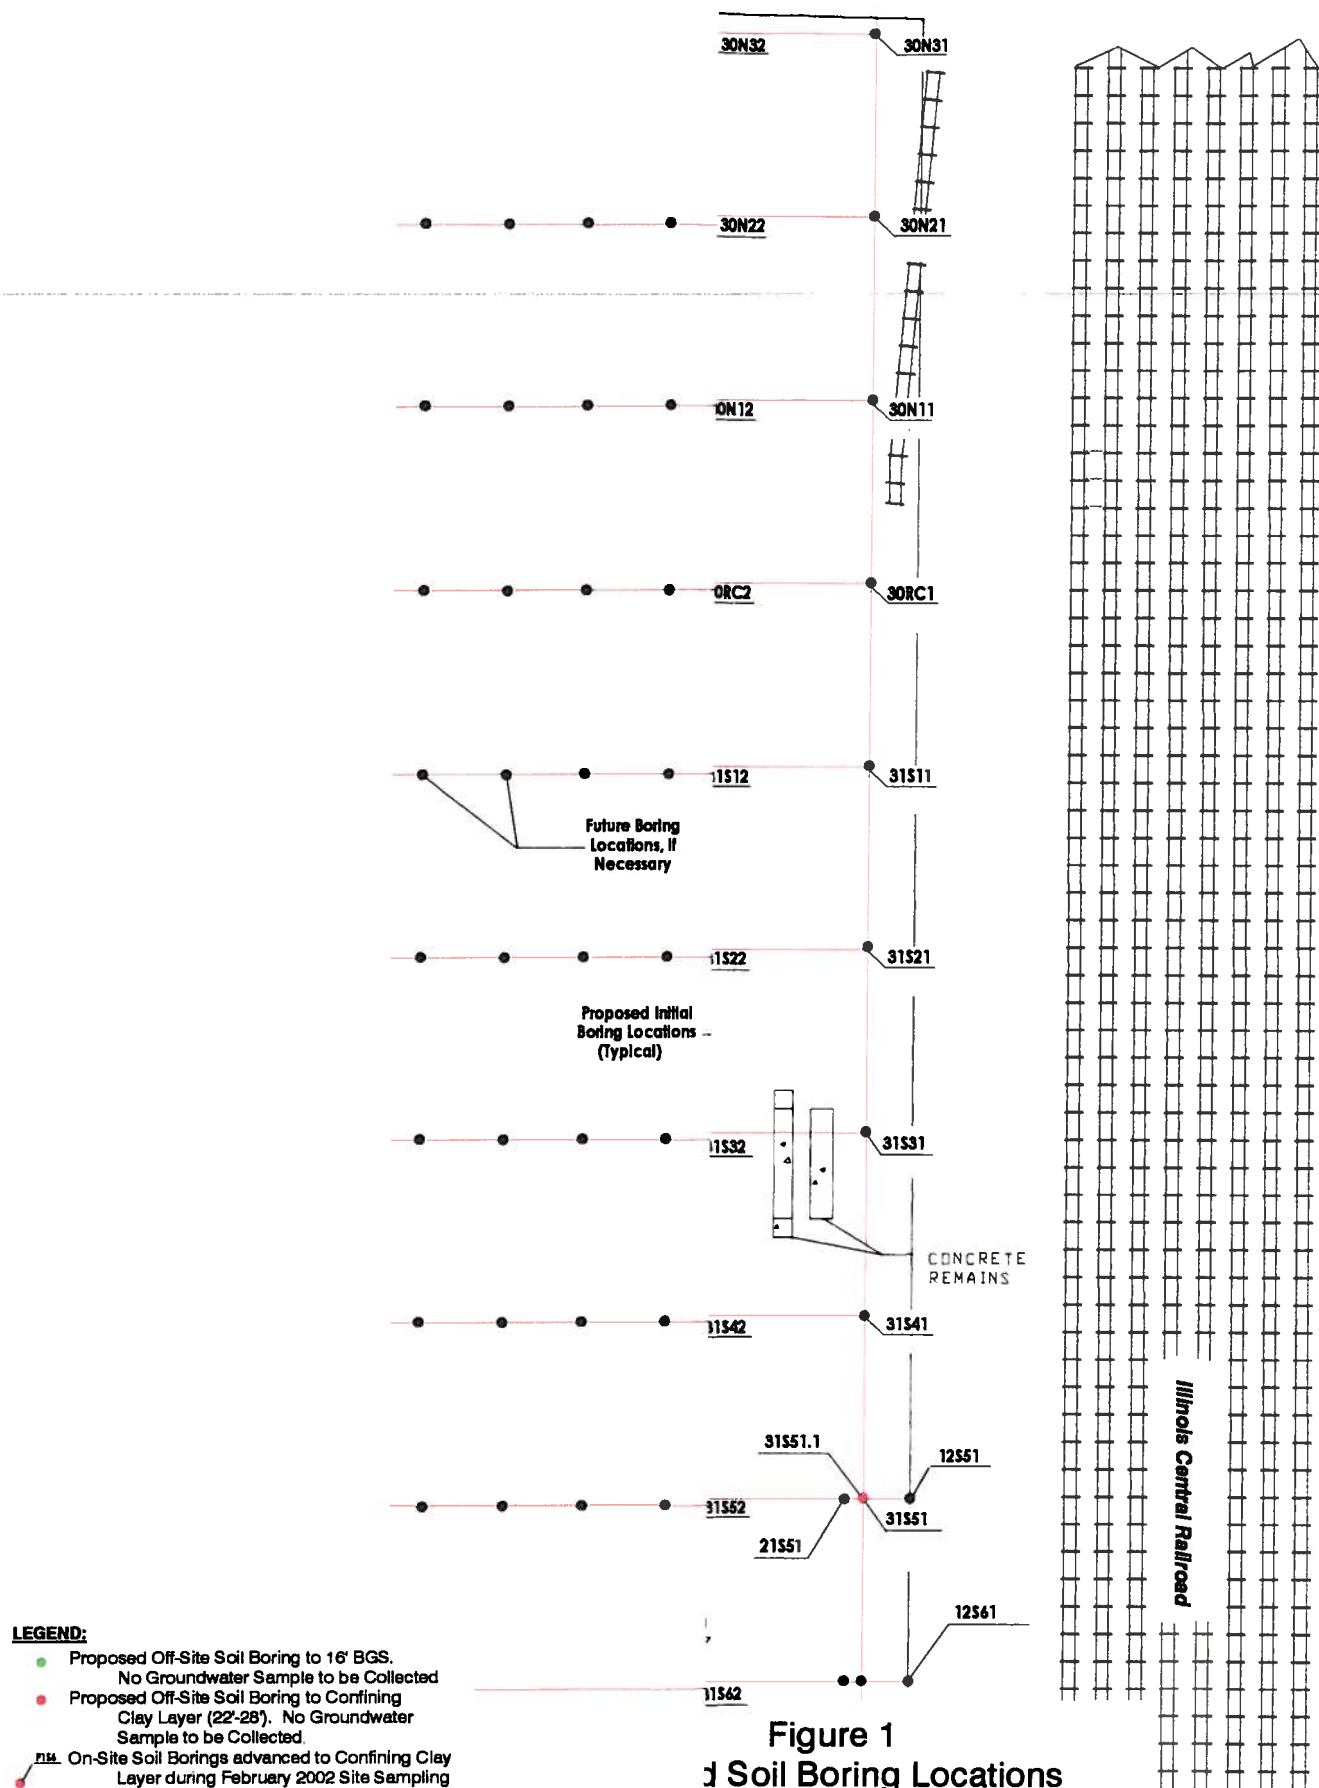 30N32
30N31
30N22
30N21
0N12
30N11
0RC2
30RC1
1S12
31S11
Future Boring
Locations, If
Necessary
1S22
31S21
Proposed Initial
Boring Locations
(Typical)
1S32
31S31
CONCRETE
REMAINS
31S42
31S41
Illinois Central Railroad
31S51.1
12S51
31S52
31S51
21S51
12S61
31S62
LEGEND:
Proposed Off-Site Soil Boring to 16' BGS.
No Groundwater Sample to be Collected
Proposed Off-Site Soil Boring to Confining
Clay Layer (22'-28'). No Groundwater
Sample to be Collected.
On-Site Soil Borings advanced to Confining Clay
Layer during February 2002 Site Sampling
Figure 1
d Soil Boring Locations